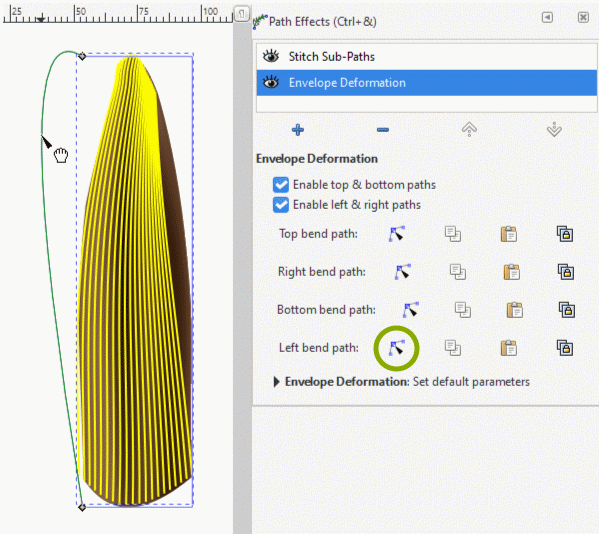 25 50 75 100
Path Effects (Ctrl+&)
Stitch Sub-Paths
Envelope Deformation
Envelope Deformation
Enable top & bottom paths
Enable left & right paths
Top bend path:
Right bend path:
Bottom bend path:
Left bend path:
Envelope Deformation: Set default parameters